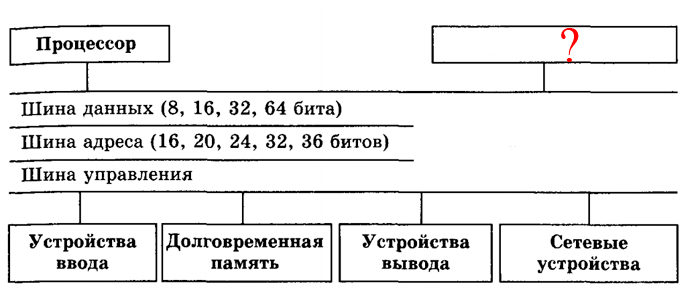 Процессор
?
Шина данных (8, 16, 32, 64 бита)
Шина адреса (16, 20, 24, 32, 36 битов)
Шина управления
Устройства
ввода
Долговременная
память
Устройства
вывода
Сетевые
устройства